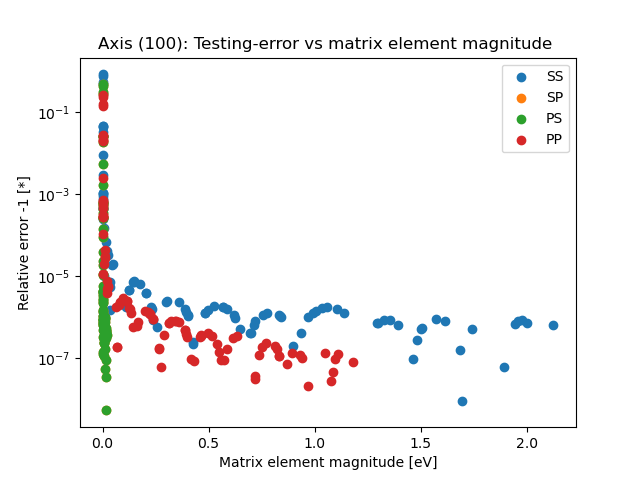 Axis (100): Testing-error vs matrix element magnitude
SS
SP
PS
PP
Relative error -1 [*]
10⁻¹
10⁻³
10⁻⁵
10⁻⁷
0.0 0.5 1.0 1.5 2.0
Matrix element magnitude [eV]